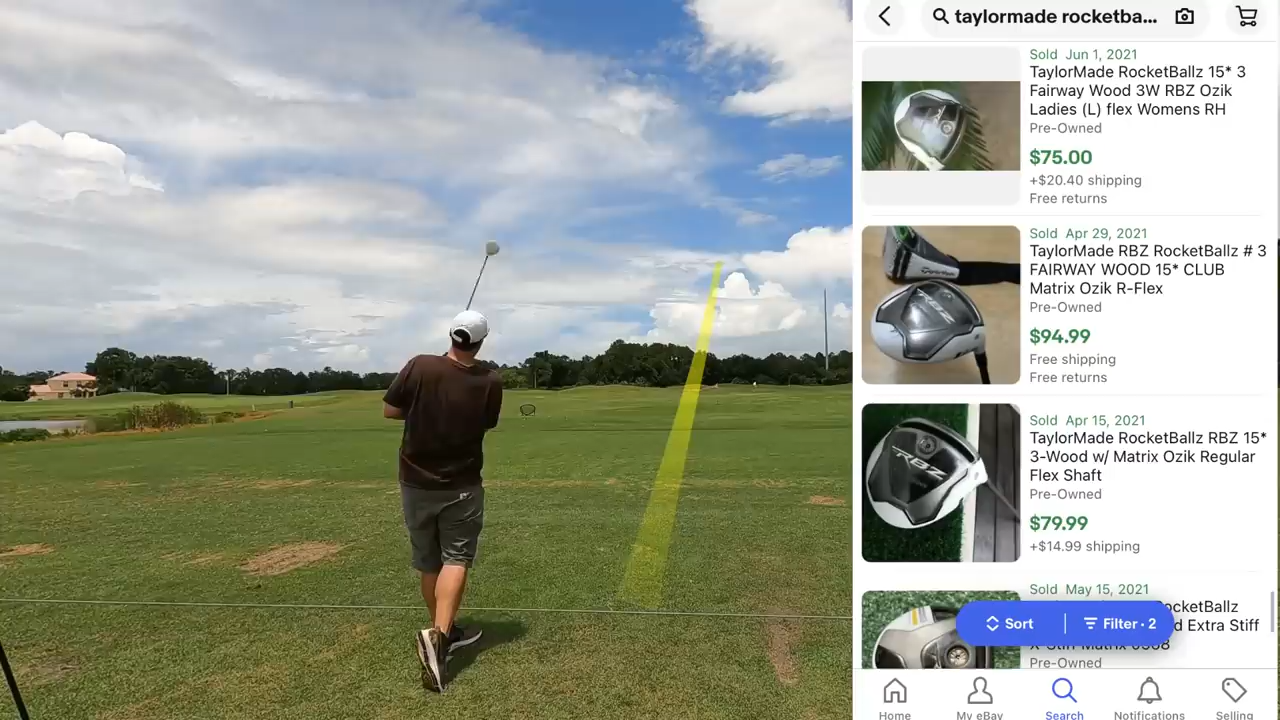 taylormade rocketba...
Sold Jun 1, 2021
TaylorMade RocketBallz 15* 3
Fairway Wood 3W RBZ Ozik
Ladies (L) flex Womens RH
Pre-Owned
$75.00
+$20.40 shipping
Free returns
Sold Apr 29, 2021
TaylorMade RBZ RocketBallz # 3
FAIRWAY WOOD 15* CLUB
Matrix Ozik R-Flex
Pre-Owned
$94.99
Free shipping
Free returns
RBZ
Sold Apr 15, 2021
TaylorMade RocketBallz RBZ 15*
3-Wood w/ Matrix Ozik Regular
Flex Shaft
Pre-Owned
$79.99
+$14.99 shipping
RBZ
Sold May 15, 2021
ocketBallz
d Extra Stiff
Pre-Owned
Sort
Filter · 2
Home
My eBay
Search
Notifications
Selling